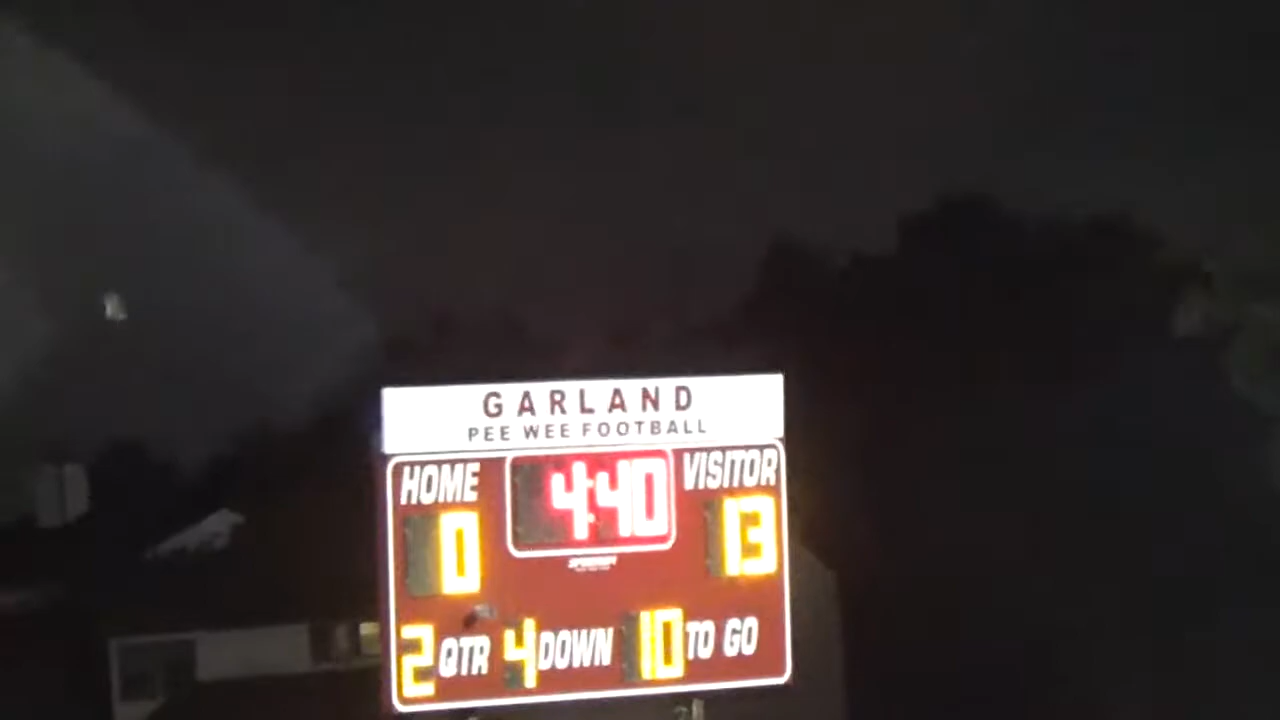 GARLAND
PEE WEE FOOTBALL
HOME 4:40 VISITOR
0 13
2 QTR 4 DOWN 10 TO GO